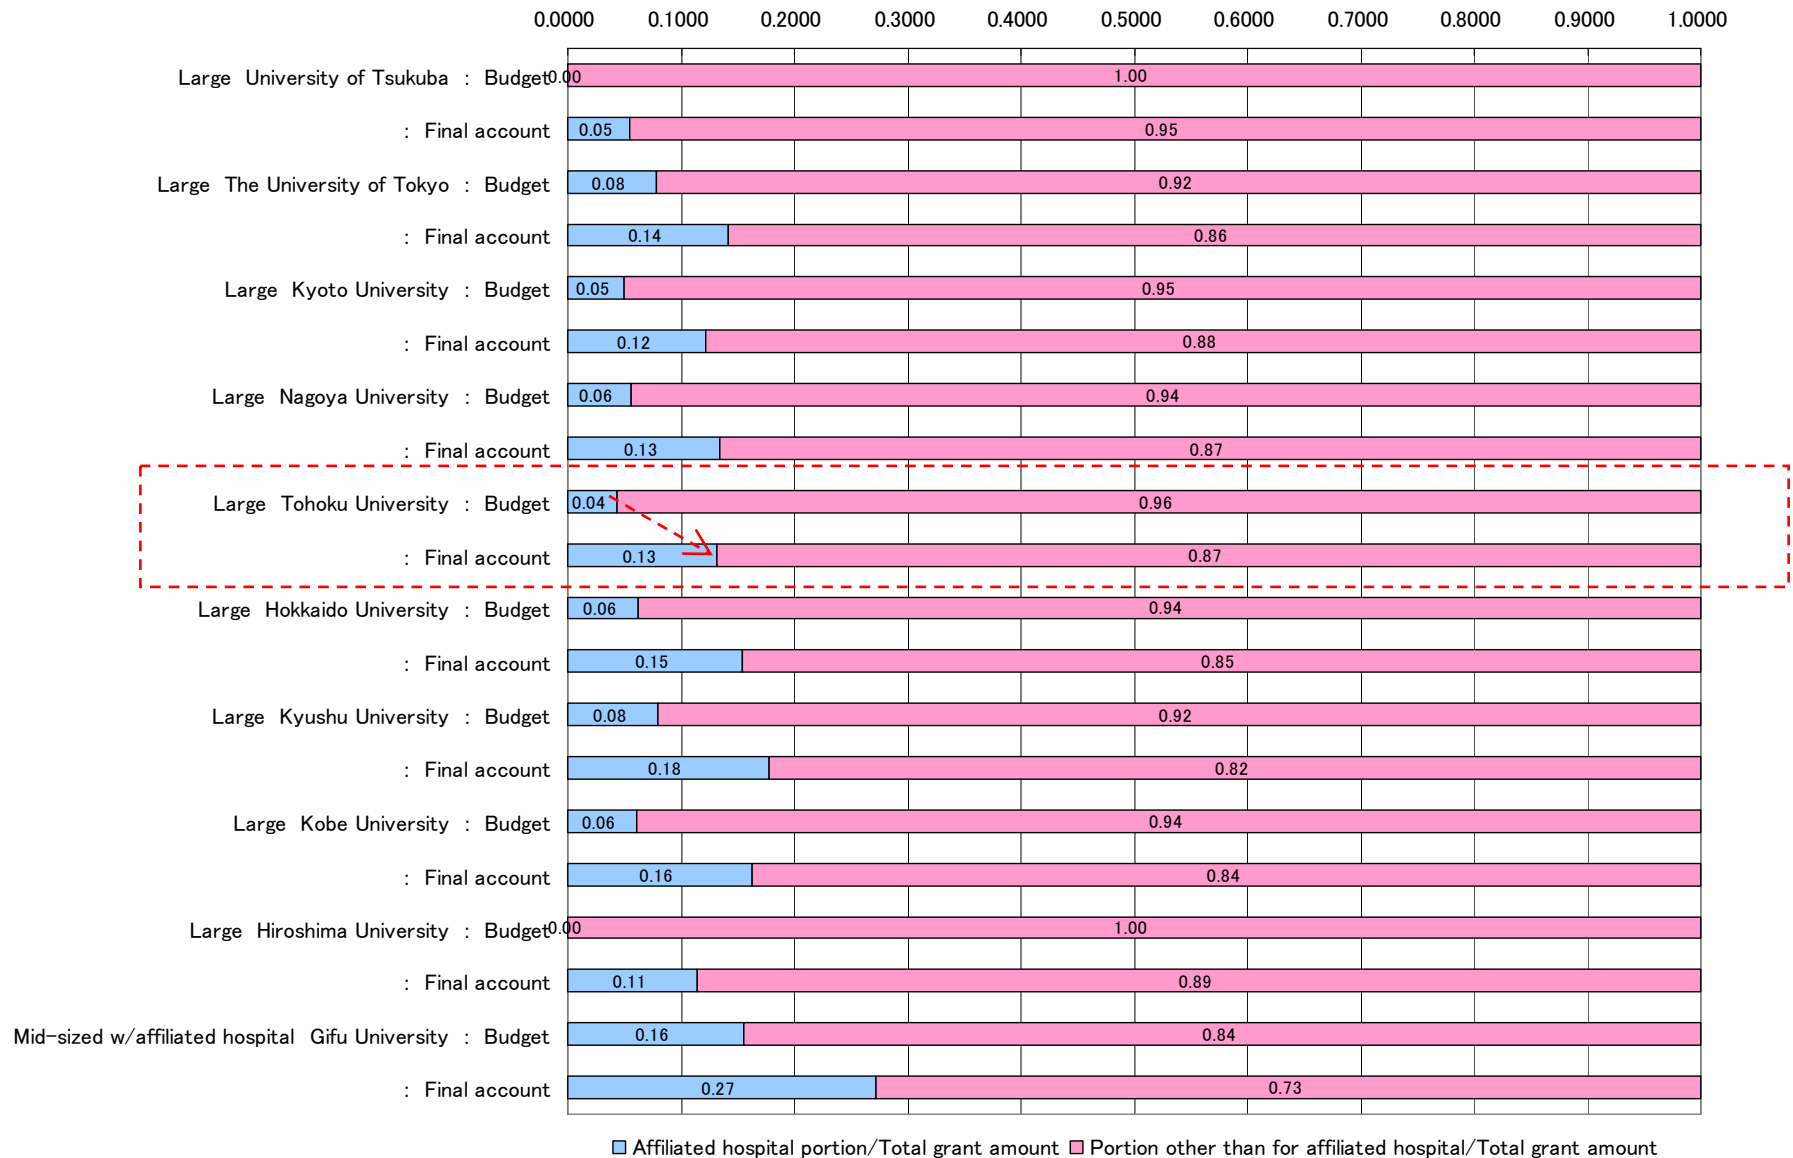 0.0000 0.1000 0.2000 0.3000 0.4000 0.5000 0.6000 0.7000 0.8000 0.9000 1.0000
Large University of Tsukuba : Budget 0.00 1.00
: Final account 0.05 0.95
Large The University of Tokyo : Budget 0.08 0.92
: Final account 0.14 0.86
Large Kyoto University : Budget 0.05 0.95
: Final account 0.12 0.88
Large Nagoya University : Budget 0.06 0.94
: Final account 0.13 0.87
Large Tohoku University : Budget 0.04 0.96
: Final account 0.13 0.87
Large Hokkaido University : Budget 0.06 0.94
: Final account 0.15 0.85
Large Kyushu University : Budget 0.08 0.92
: Final account 0.18 0.82
Large Kobe University : Budget 0.06 0.94
: Final account 0.16 0.84
Large Hiroshima University : Budget 0.00 1.00
: Final account 0.11 0.89
Mid-sized w/affiliated hospital Gifu University : Budget 0.16 0.84
: Final account 0.27 0.73
Affiliated hospital portion/Total grant amount Portion other than for affiliated hospital/Total grant amount